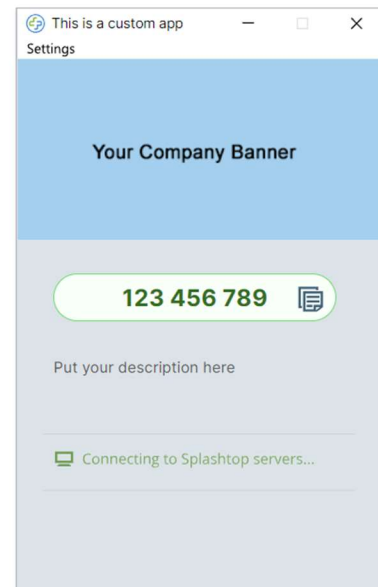 This is a custom app
Settings
Your Company Banner
123 456 789
Put your description here
Connecting to Splashtop servers...